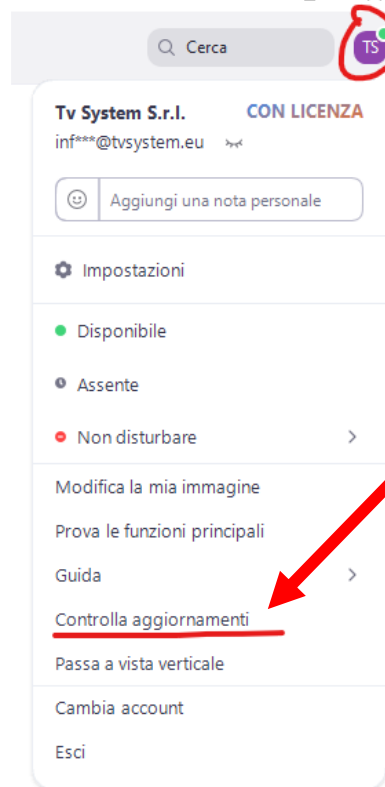 Cerca
TS
Tv System S.r.l. CON LICENZA
inf***@tvsystem.eu
Aggiungi una nota personale
Impostazioni
Disponibile
Assente
Non disturbare
Modifica la mia immagine
Prova le funzioni principali
Guida
Controlla aggiornamenti
Passa a vista verticale
Cambia account
Esci